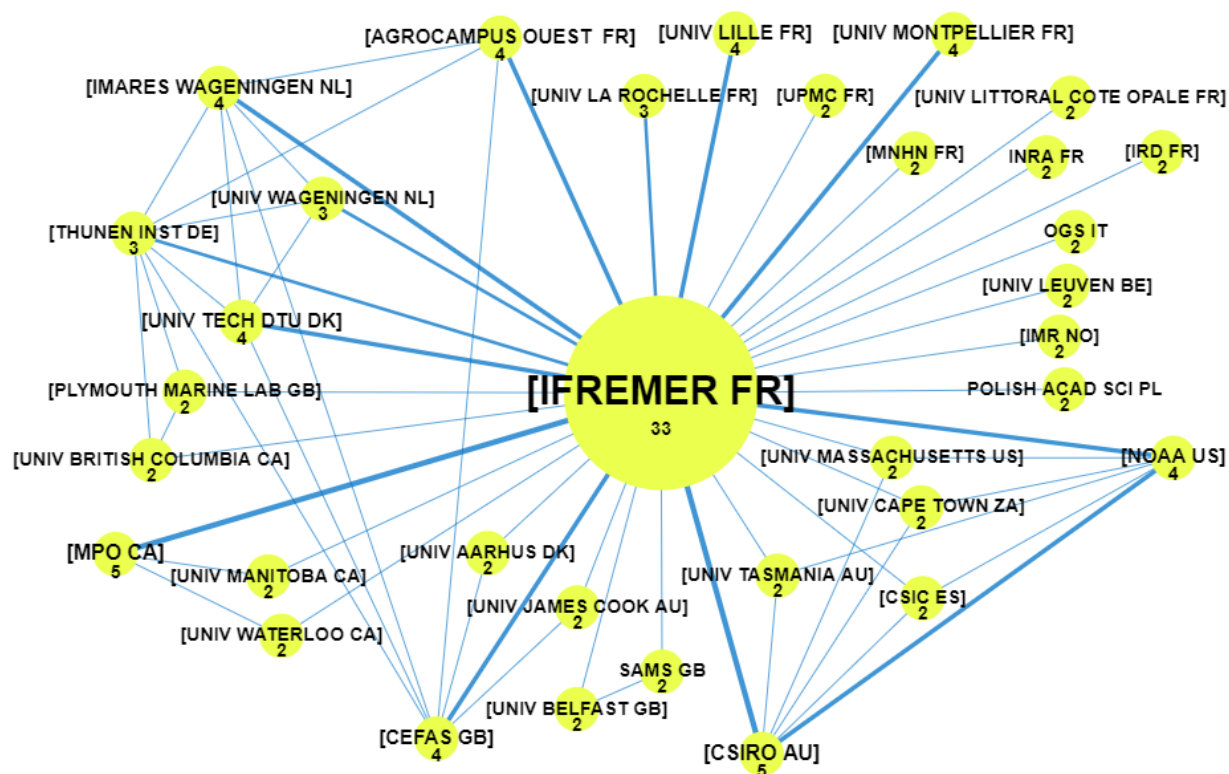 [AGROCAMPUS OUEST FR]
4
[UNIV LILLE FR]
4
[UNIV MONTPELLIER FR]
4
[IMARES WAGENINGEN NL]
4
[UNIV LA ROCHELLE FR]
3
[UPMC FR]
2
[UNIV LITTORAL COTE OPALE FR]
2
[MNHN FR]
2
INRA FR
2
[IRD FR]
2
[UNIV WAGENINGEN NL]
3
[THUNEN INST DE]
3
OGS IT
2
[UNIV LEUVEN BE]
2
[UNIV TECH DTU DK]
4
[IMR NO]
2
[PLYMOUTH MARINE LAB GB]
2
[IFREMER FR]
33
POLISH ACAD SCI PL
2
[UNIV BRITISH COLUMBIA CA]
2
[UNIV MASSACHUSETTS US]
2
[NOAA US]
4
[UNIV CAPE TOWN ZA]
2
[MPO CA]
5
[UNIV MANITOBA CA]
2
[UNIV AARHUS DK]
2
[UNIV TASMANIA AU]
2
[CSIC ES]
2
[UNIV JAMES COOK AU]
2
[UNIV WATERLOO CA]
2
SAMS GB
2
[UNIV BELFAST GB]
2
[CEFAS GB]
4
[CSIRO AU]
5